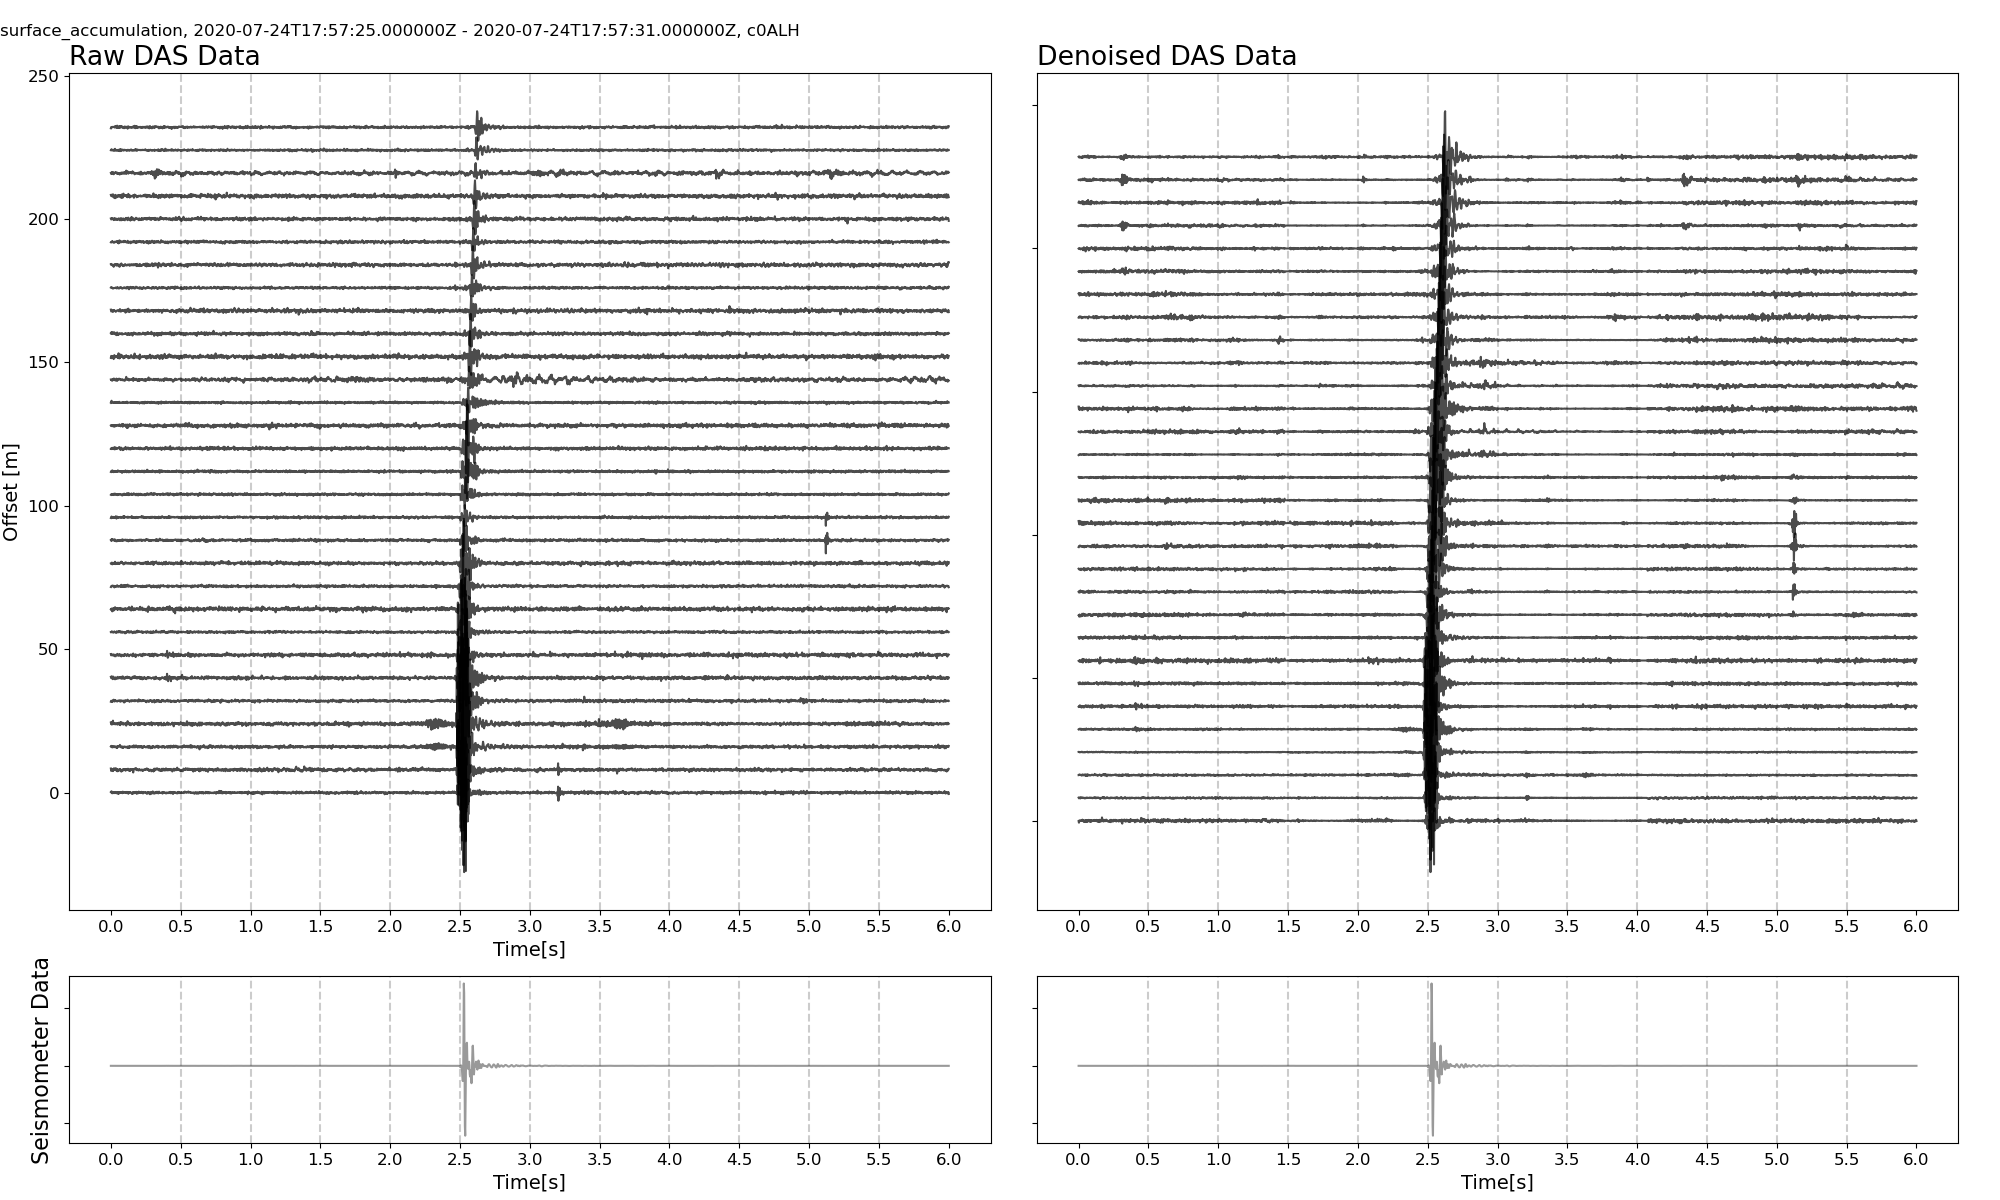 surface_accumulation, 2020-07-24T17:57:25.000000Z - 2020-07-24T17:57:31.000000Z, c0ALH
Raw DAS Data
Denoised DAS Data
250
200
150
100
50
0
Offset [m]
0.0 0.5 1.0 1.5 2.0 2.5 3.0 3.5 4.0 4.5 5.0 5.5 6.0
Time[s]
0.0 0.5 1.0 1.5 2.0 2.5 3.0 3.5 4.0 4.5 5.0 5.5 6.0
Seismometer Data
0.0 0.5 1.0 1.5 2.0 2.5 3.0 3.5 4.0 4.5 5.0 5.5 6.0
Time[s]
0.0 0.5 1.0 1.5 2.0 2.5 3.0 3.5 4.0 4.5 5.0 5.5 6.0
Time[s]